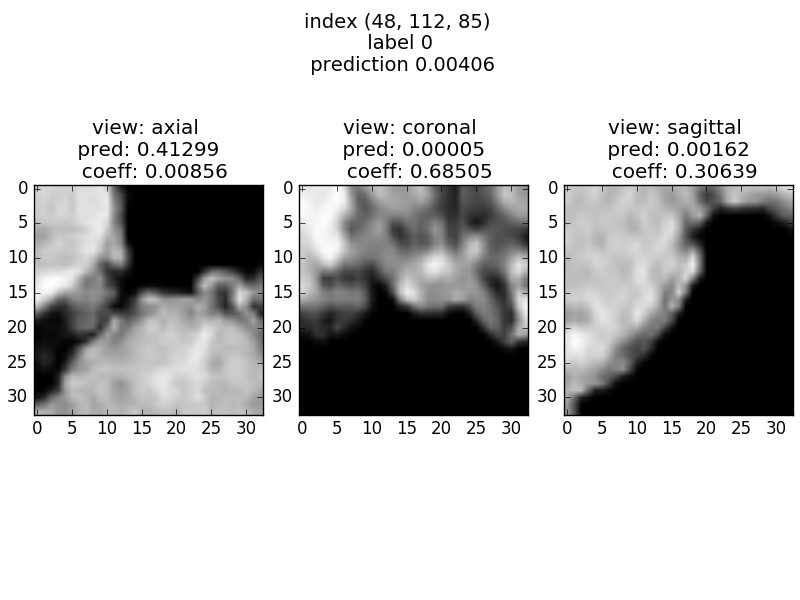 index (48, 112, 85)
label 0
prediction 0.00406
view: axial
pred: 0.41299
coeff: 0.00856
view: coronal
pred: 0.00005
coeff: 0.68505
view: sagittal
pred: 0.00162
coeff: 0.30639
0
5
10
15
20
25
30
0 5 10 15 20 25 30
0
5
10
15
20
25
30
0 5 10 15 20 25 30
0
5
10
15
20
25
30
0 5 10 15 20 25 30